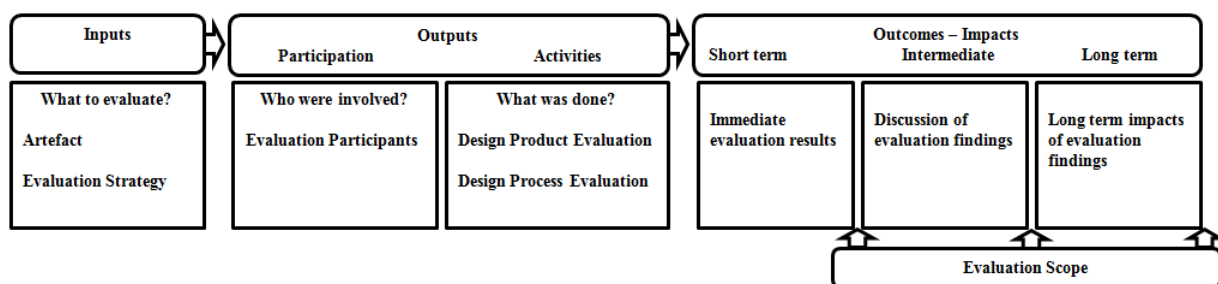 Inputs
Outputs
Participation
Activities
Outcomes – Impacts
Short term
Intermediate
Long term
What to evaluate?
Artefact
Evaluation Strategy
Who were involved?
Evaluation Participants
What was done?
Design Product Evaluation
Design Process Evaluation
Immediate
evaluation results
Discussion of
evaluation findings
Long term impacts
of evaluation
findings
Evaluation Scope